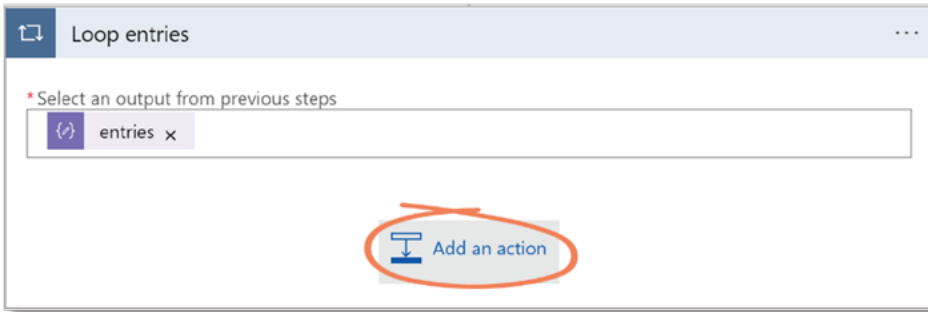 Loop entries
...
* Select an output from previous steps
entries ×
Add an action